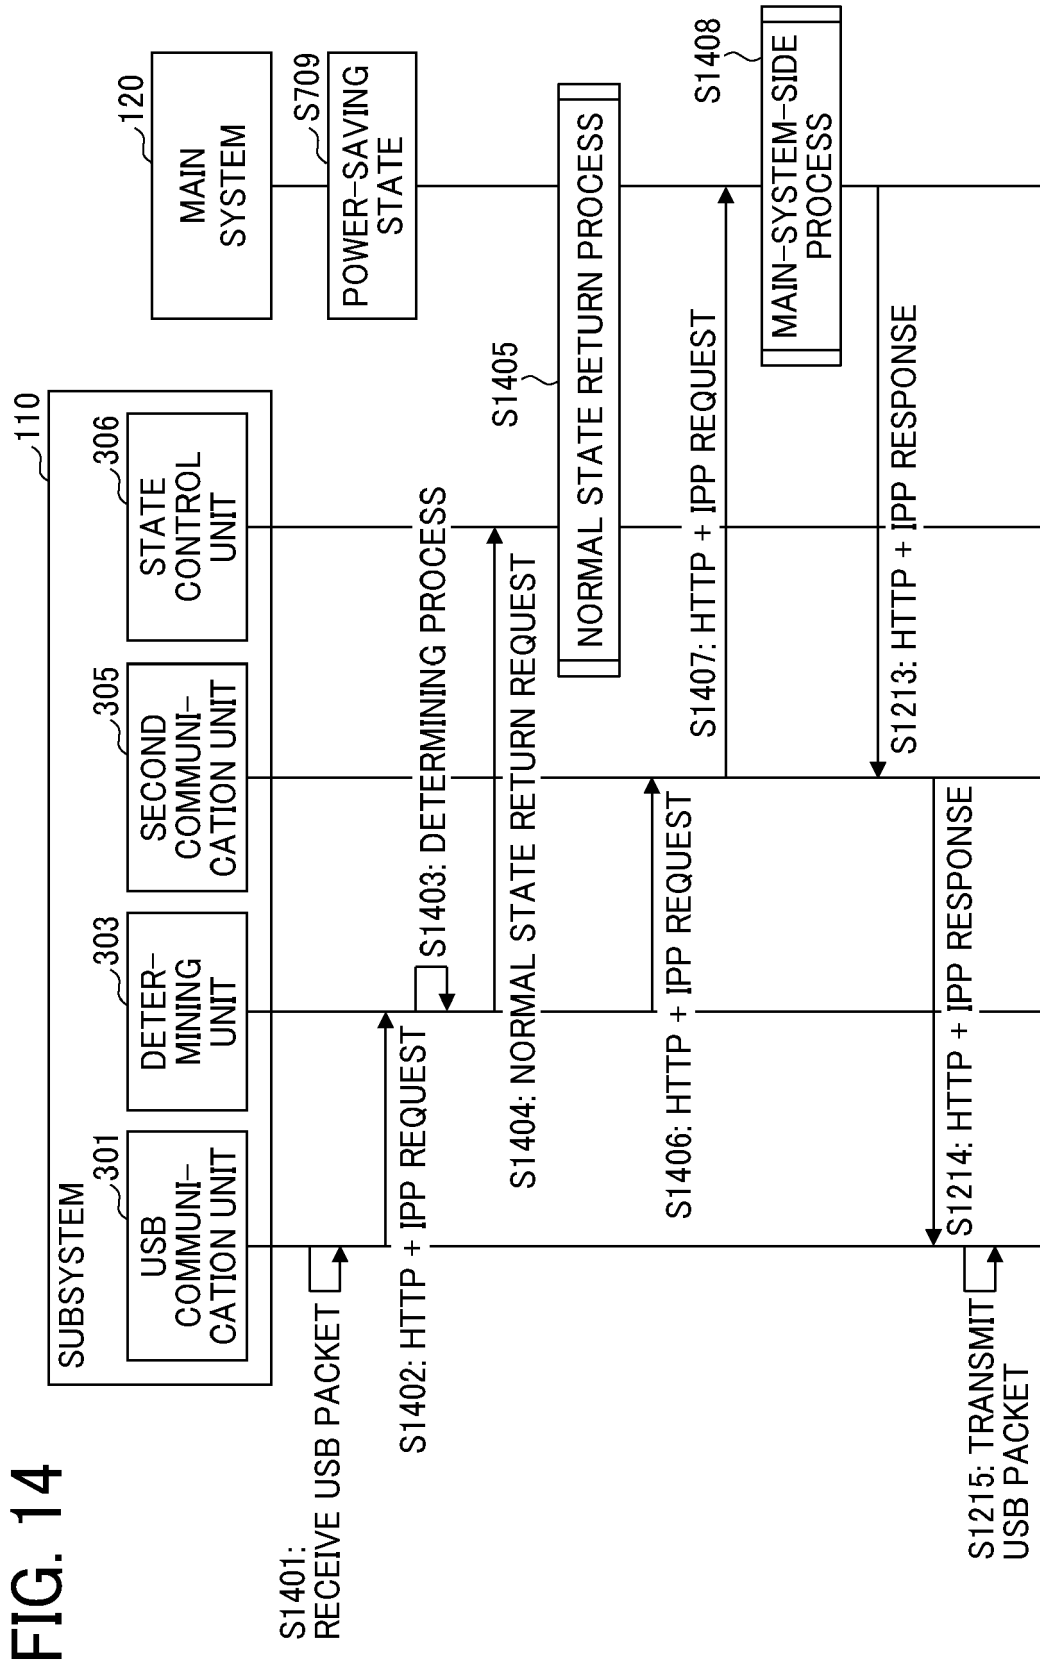 FIG. 14
SUBSYSTEM
110
USB
COMMUNI-
CATION UNIT
301
DETER-
MINING
UNIT
303
SECOND
COMMUNI-
CATION UNIT
305
STATE
CONTROL
UNIT
306
MAIN
SYSTEM
120
POWER-SAVING
STATE
S709
S1401:
RECEIVE USB PACKET
S1402: HTTP + IPP REQUEST
S1403: DETERMINING PROCESS
S1404: NORMAL STATE RETURN REQUEST
S1405
NORMAL STATE RETURN PROCESS
S1406: HTTP + IPP REQUEST
S1407: HTTP + IPP REQUEST
S1408
MAIN-SYSTEM-SIDE
PROCESS
S1213: HTTP + IPP RESPONSE
S1214: HTTP + IPP RESPONSE
S1215: TRANSMIT
USB PACKET